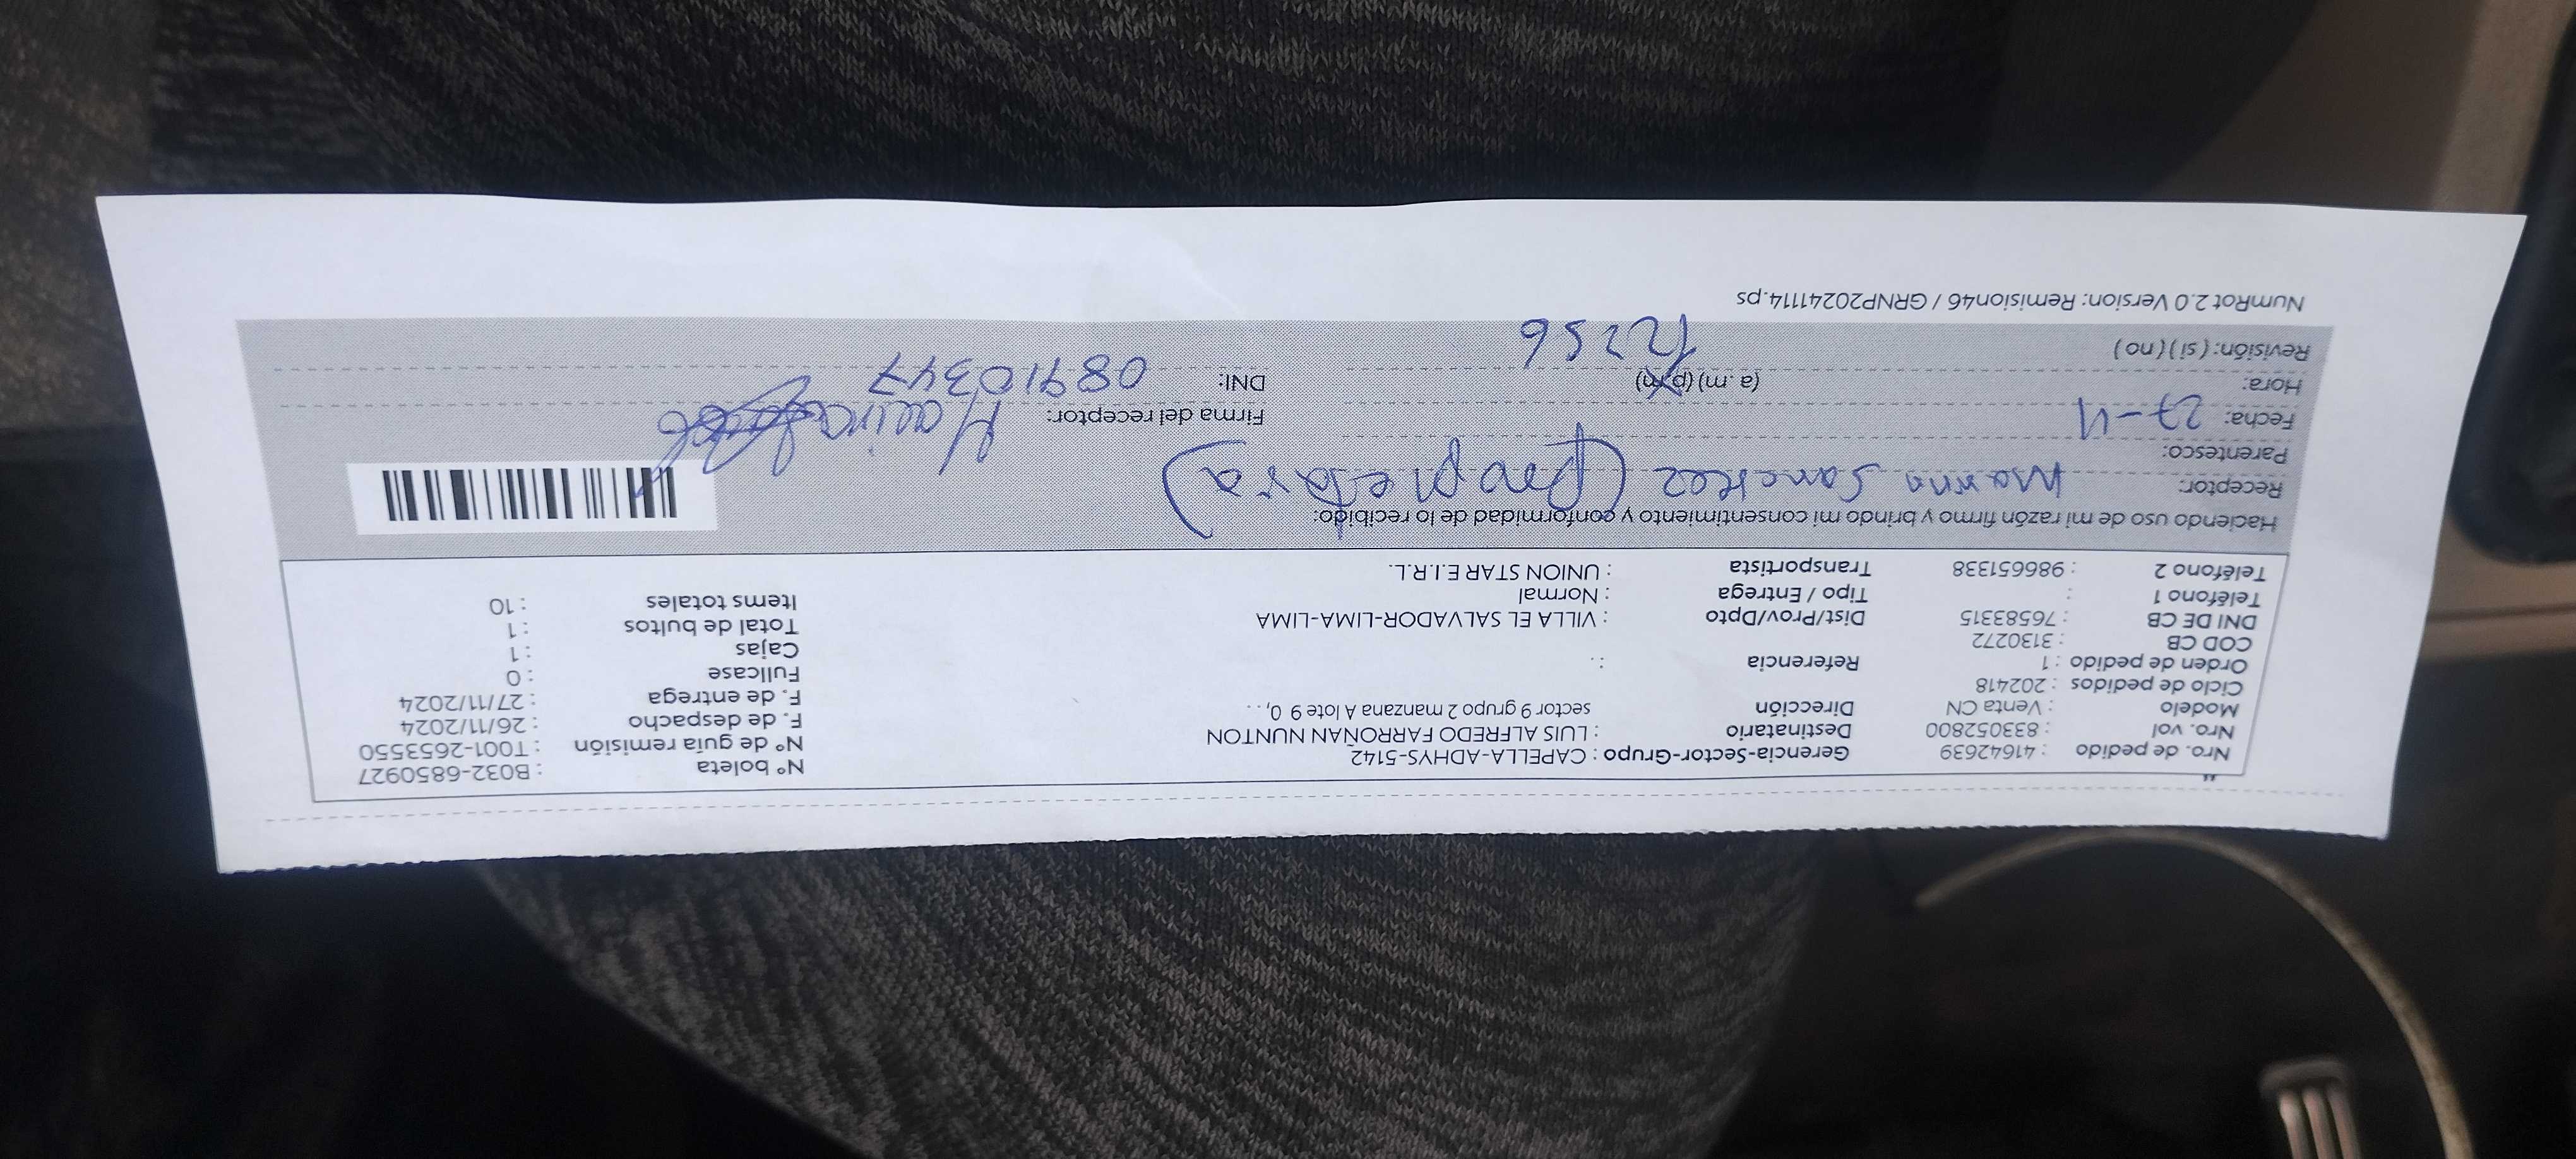 Nro. de pedido : 41642639 Gerencia-Sector-Grupo : CAPELLA-ADHYS-5142 N° boleta : B032-6850927
Nro. vol : 833052800 Destinatario : LUIS ALFREDO FARROÑAN NUNTON N° de guía remisión : T001-2653550
Modelo : Venta CN Dirección sector 9 grupo 2 manzana A lote 9 0, . . F. de despacho : 26/11/2024
Ciclo de pedidos : 202418 F. de entrega : 27/11/2024
Orden de pedido : 1 Referencia : . Fullcase : 0
COD CB : 3130272 Cajas : 1
DNI DE CB : 76583315 Dist/Prov/Dpto : VILLA EL SALVADOR-LIMA-LIMA Total de bultos : 1
Teléfono 1 : Tipo / Entrega : Normal Items totales : 10
Teléfono 2 : 986651338 Transportista : UNION STAR E.I.R.L.
Haciendo uso de mi razón firmo y brindo mi consentimiento y conformidad de lo recibido:
Receptor: Sanchez (propietaria)
Parentesco:
Fecha: 27-11 Firma del receptor:
Hora: (a. m) (p. m) DNI: 08910347
Revisión: ( si ) ( no )
NumRot 2.0 Version: Remision46 / GRNP20241114.ps